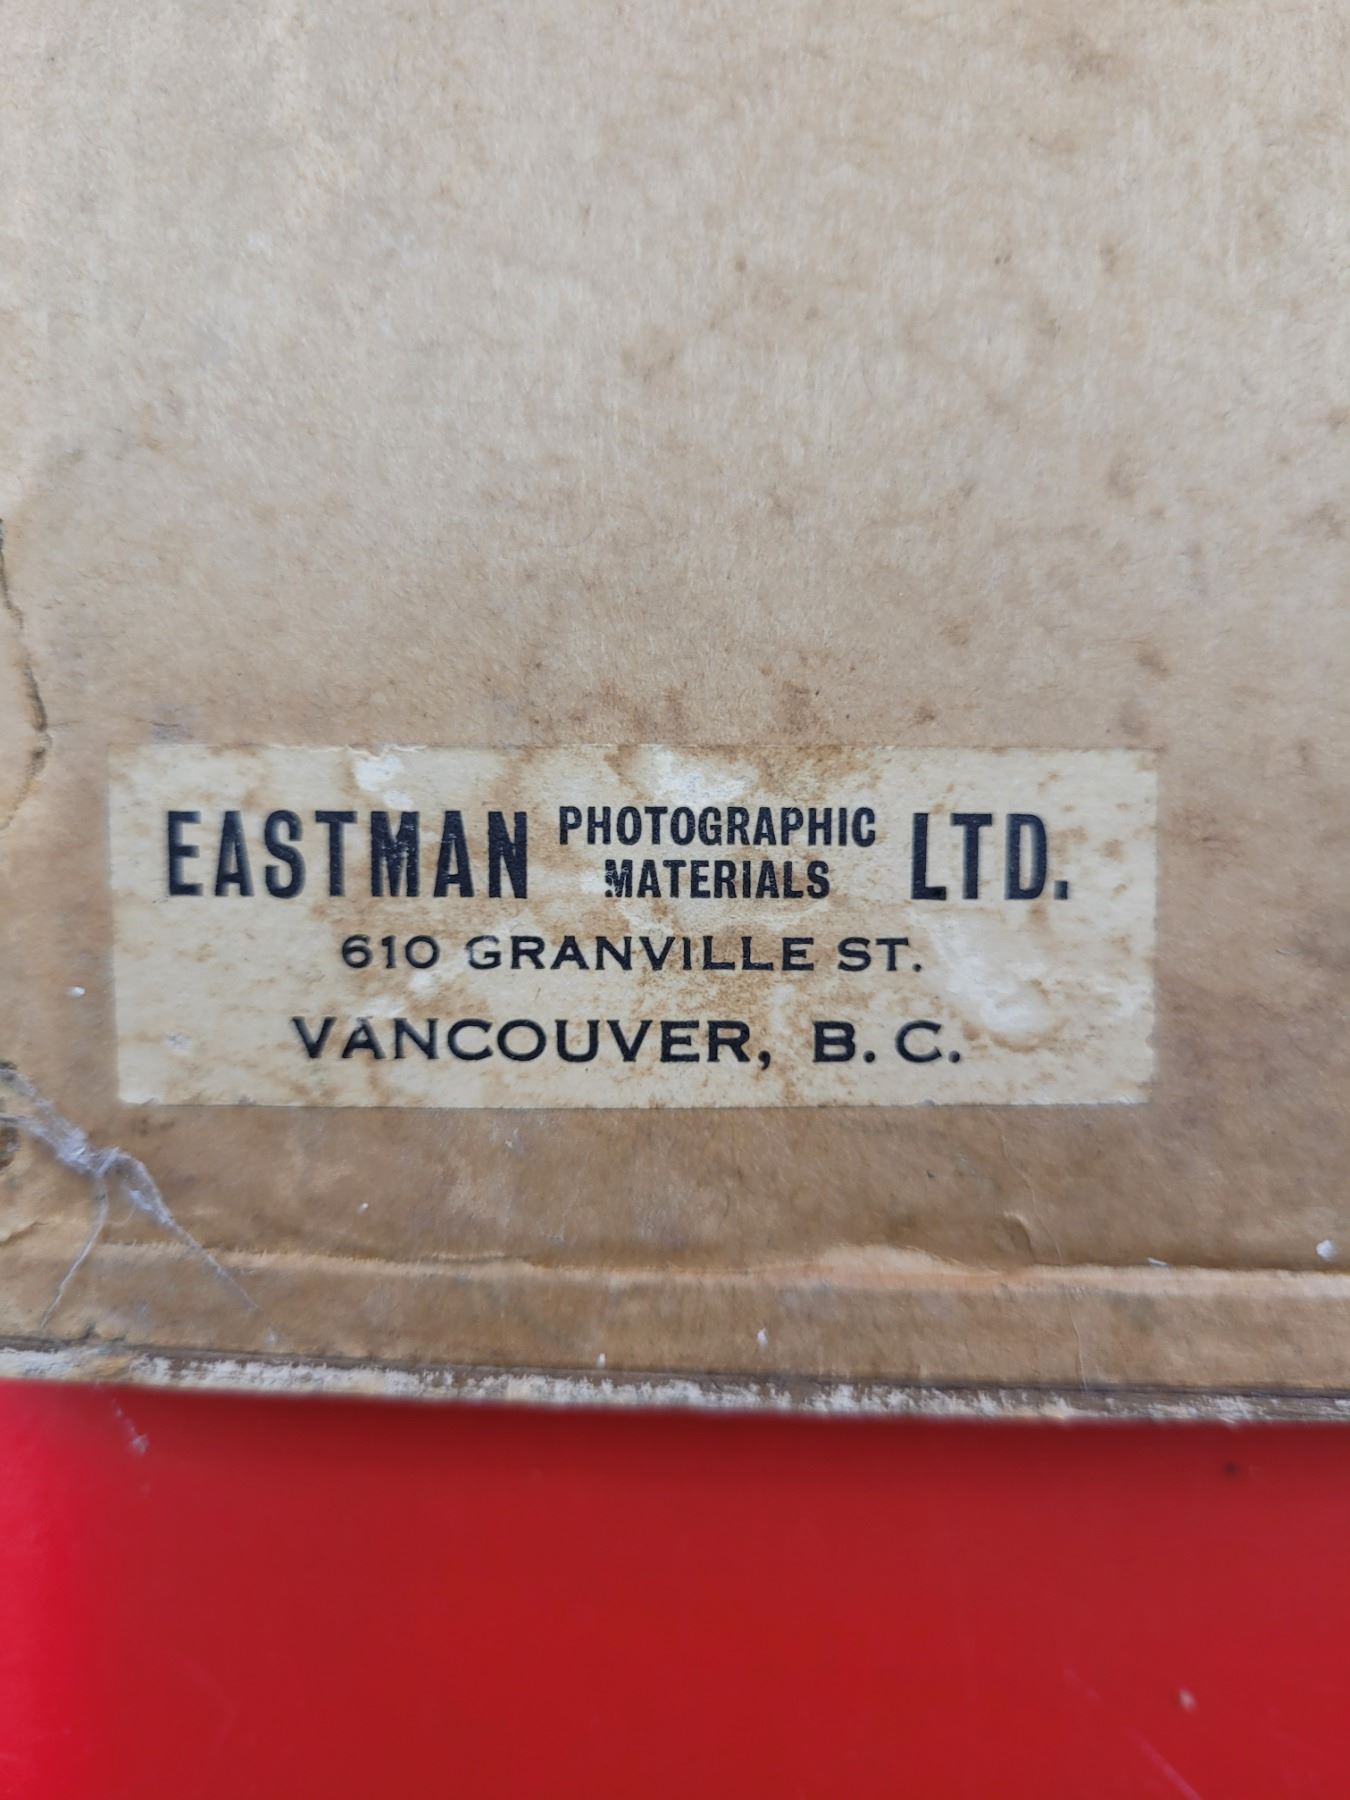 EASTMAN PHOTOGRAPHIC MATERIALS LTD.
610 GRANVILLE ST.
VANCOUVER, B. C.